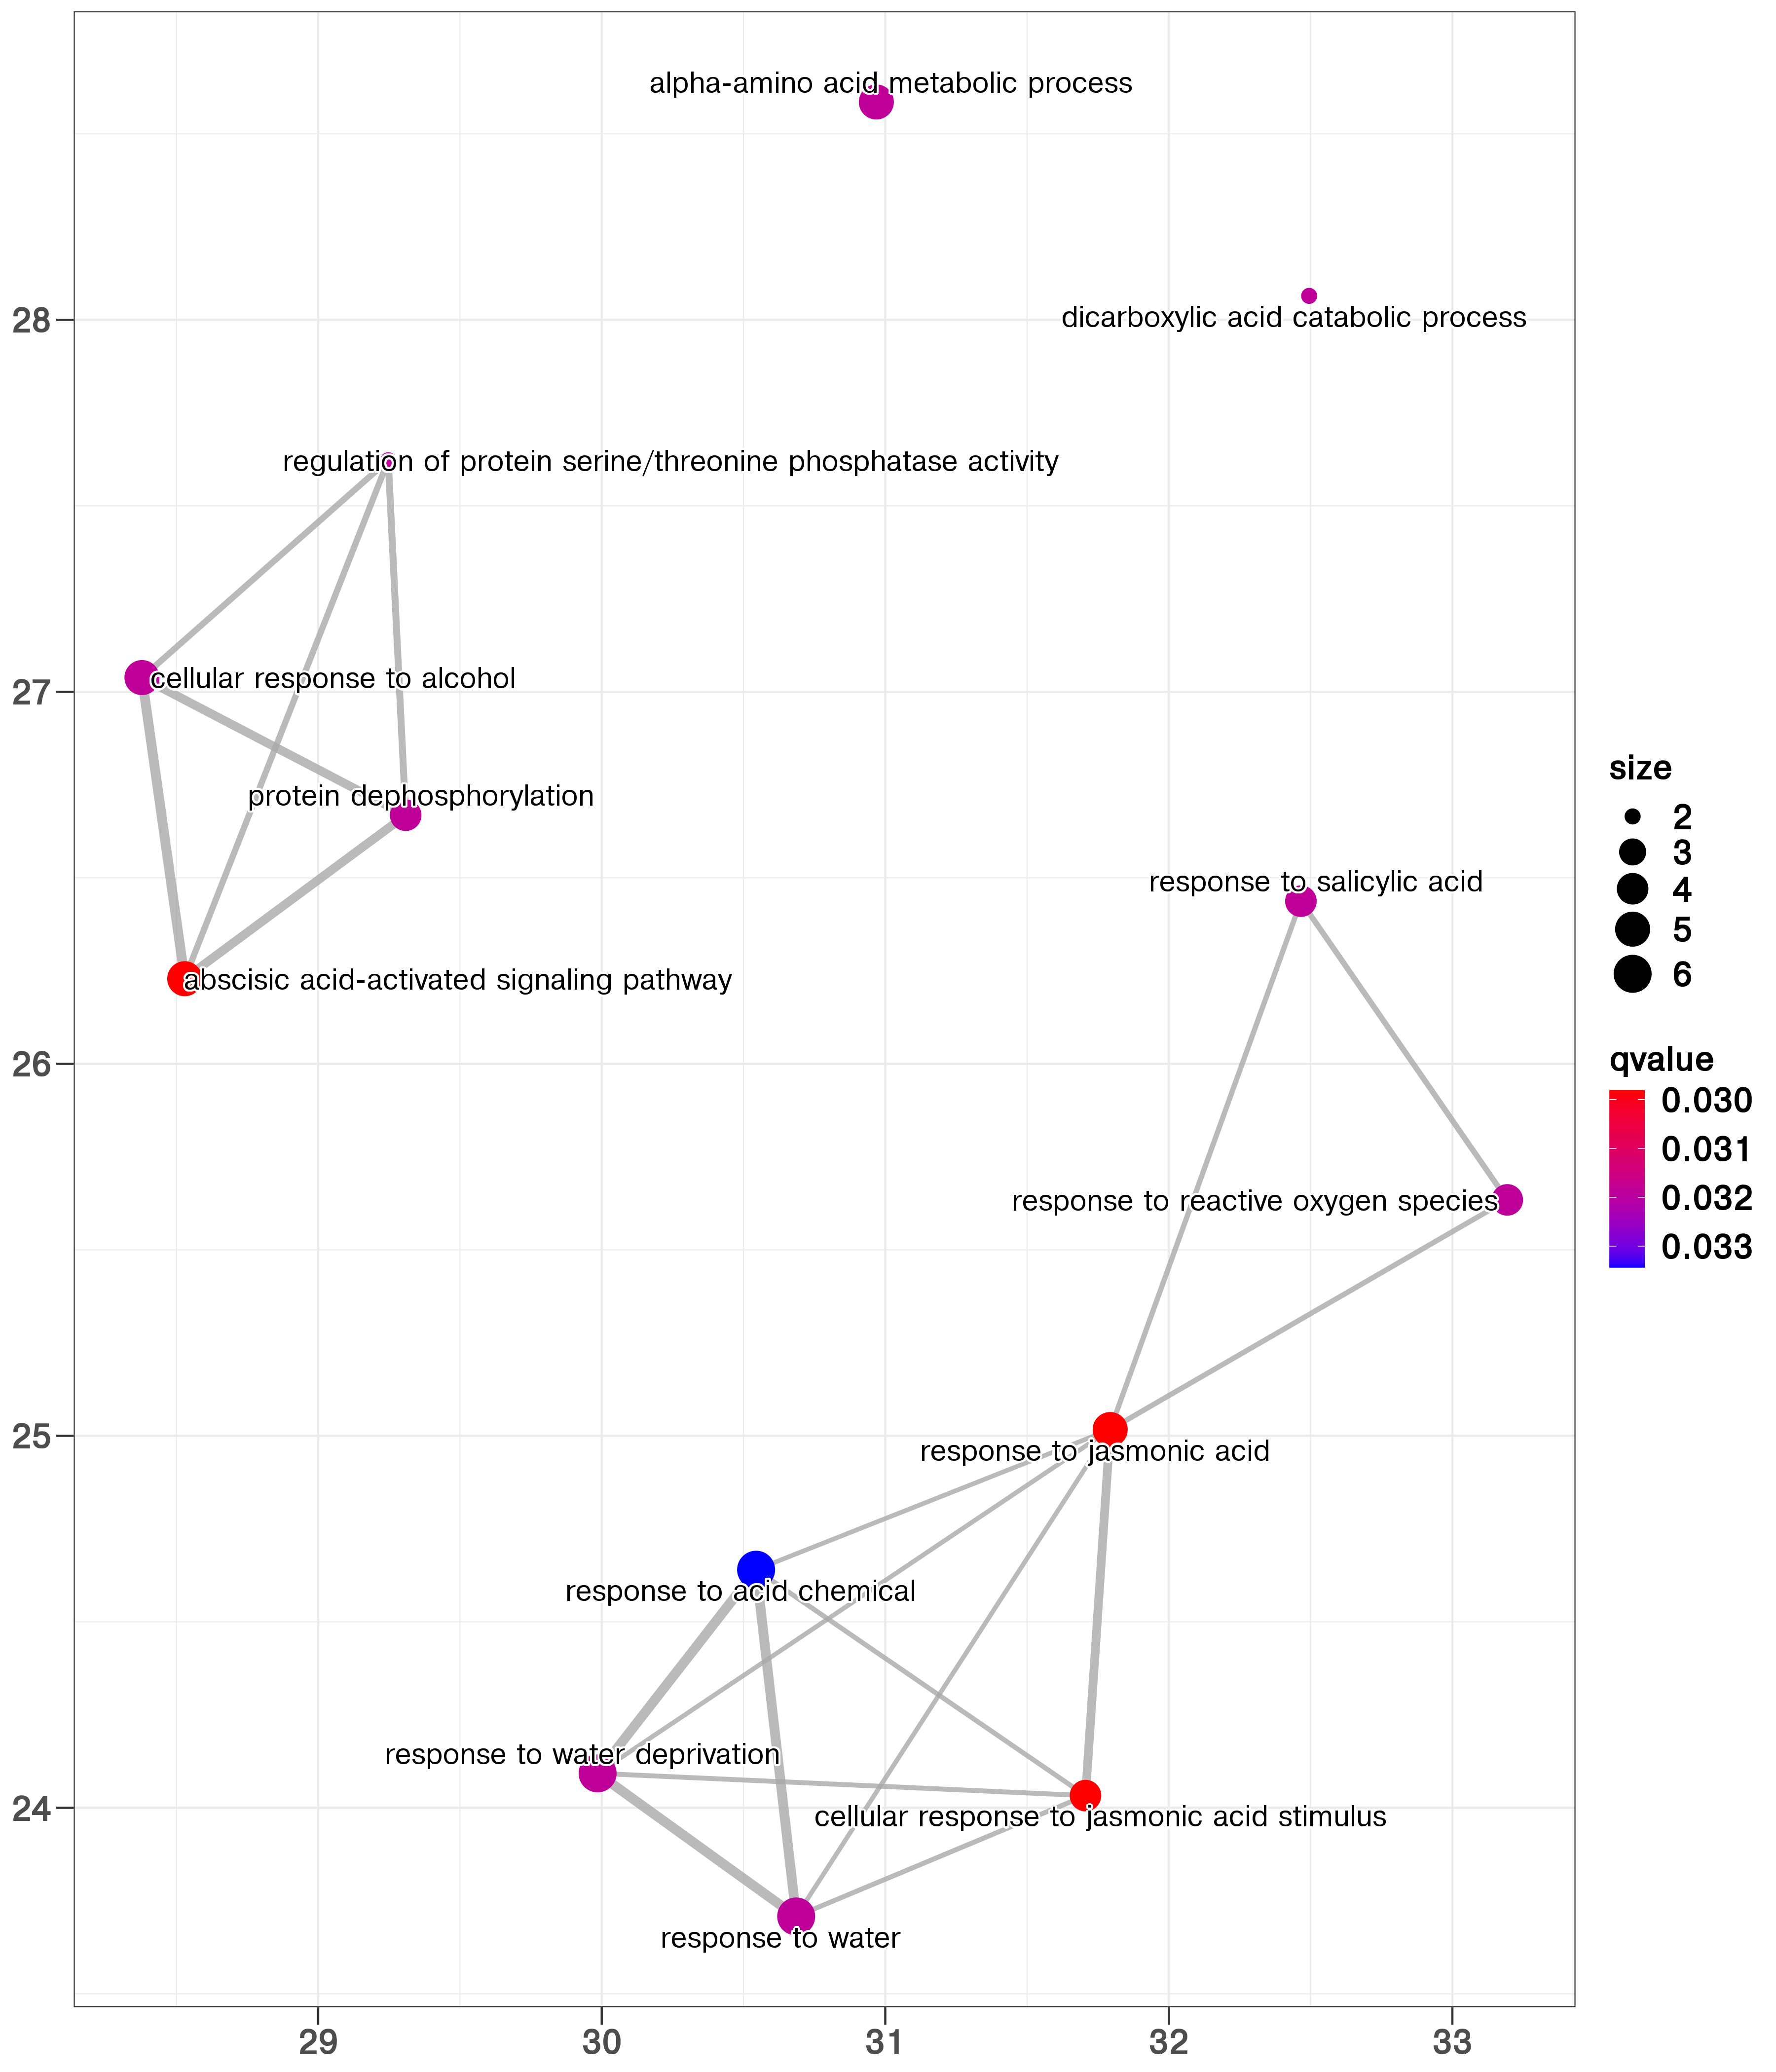 alpha-amino acid metabolic process
28
dicarboxylic acid catabolic process
regulation of protein serine/threonine phosphatase activity
27
cellular response to alcohol
protein dephosphorylation
response to salicylic acid
abscisic acid-activated signaling pathway
26
response to reactive oxygen species
25
response to jasmonic acid
response to acid chemical
response to water deprivation
24
cellular response to jasmonic acid stimulus
response to water
29 30 31 32 33
size
2
3
4
5
6
qvalue
0.030
0.031
0.032
0.033